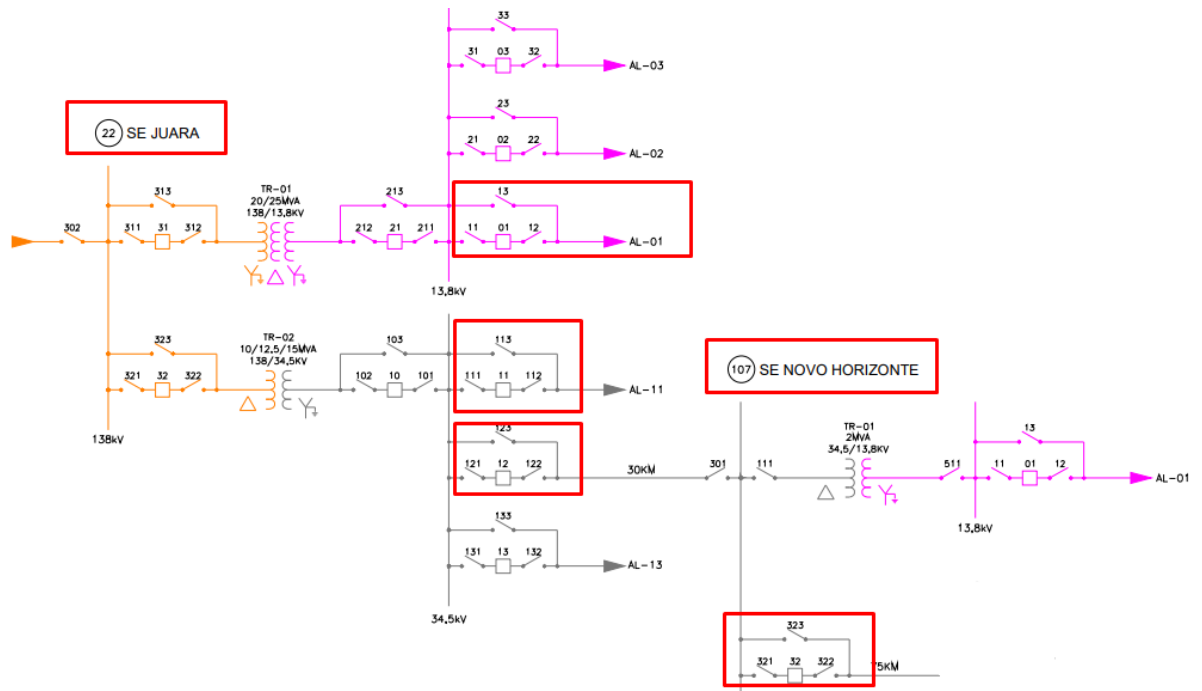 33
31 03 32
AL-03
23
21 02 22
AL-02
22 SE JUARA
302
313
311 31 312
TR-01
20/25MVA
138/13,8KV
213
212 21 211
13
11 01 12
AL-01
13,8kV
323
321 32 322
138kV
TR-02
10/12,5/15MVA
138/34,5KV
103
102 10 101
113
111 11 112
AL-11
123
121 12 122
30KM
133
131 13 132
AL-13
34,5kV
107 SE NOVO HORIZONTE
301
111
TR-01
2MVA
34,5/13,8KV
511
13
11 01 12
AL-01
13,8kV
323
321 32 322
75KM